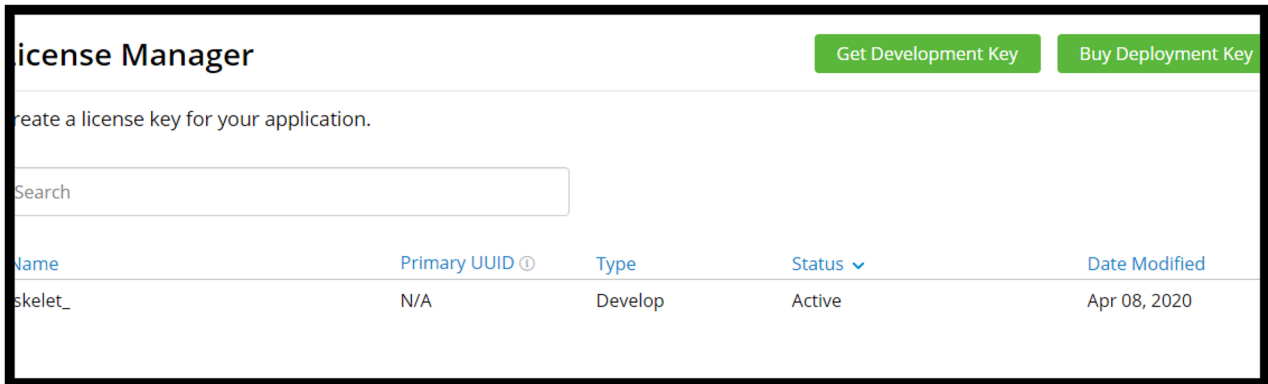 License Manager
Get Development Key
Buy Deployment Key
reate a license key for your application.
Search
Name
Primary UUID
Type
Status
Date Modified
skelet_
N/A
Develop
Active
Apr 08, 2020